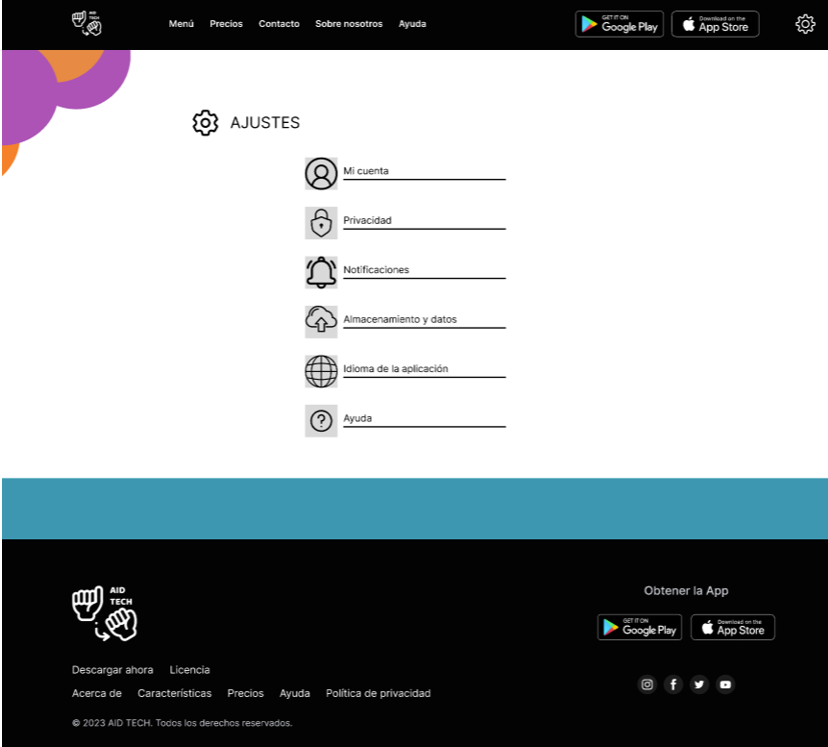 AID
TECH
Menú Precios Contacto Sobre nosotros Ayuda
GET IT ON
Google Play
Download on the
App Store
AJUSTES
Mi cuenta
Privacidad
Notificaciones
Almacenamiento y datos
Idioma de la aplicación
Ayuda
AID
TECH
Obtener la App
GET IT ON
Google Play
Download on the
App Store
Descargar ahora Licencia
Acerca de Características Precios Ayuda Política de privacidad
© 2023 AID TECH. Todos los derechos reservados.